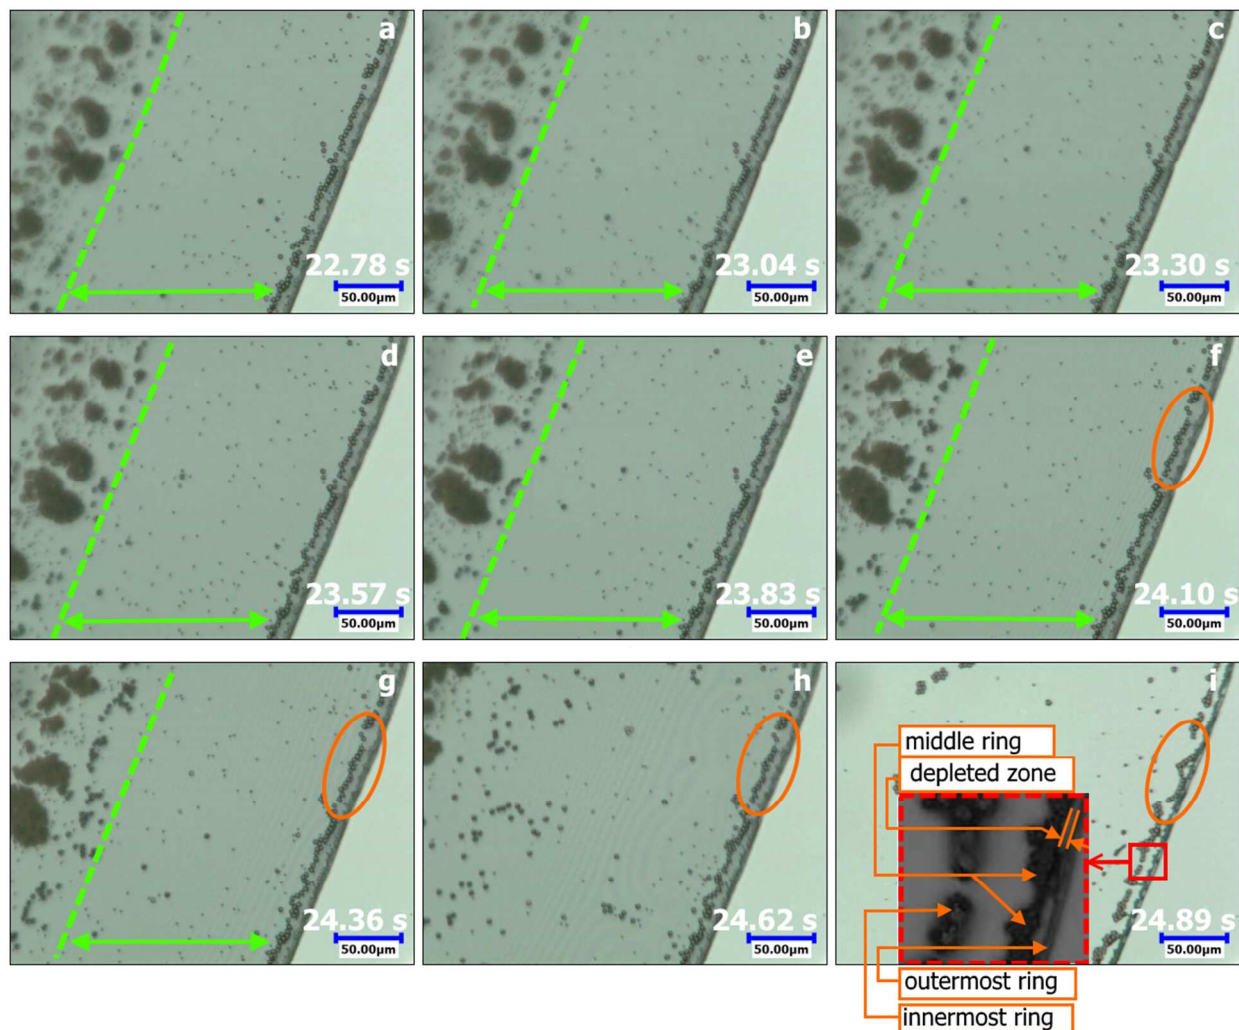 a
22.78 s
50.00µm
b
23.04 s
50.00µm
c
23.30 s
50.00µm
d
23.57 s
50.00µm
e
23.83 s
50.00µm
f
24.10 s
50.00µm
g
24.36 s
50.00µm
h
24.62 s
50.00µm
i
middle ring
depleted zone
24.89 s
50.00µm
outermost ring
innermost ring